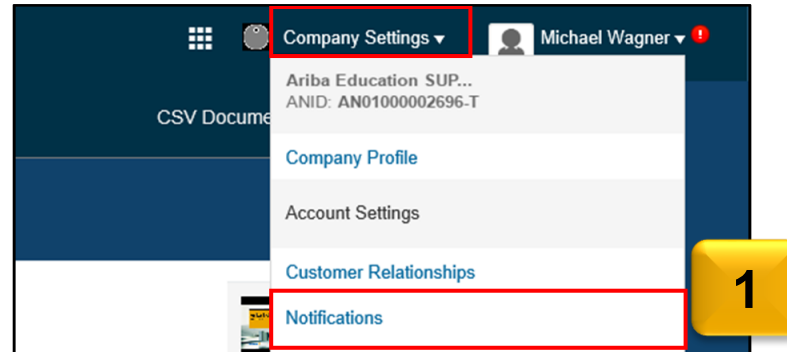 Company Settings ▾ Michael Wagner ▾ !
Ariba Education SUP...
ANID: AN01000002696-T
CSV Docume
Company Profile
Account Settings
Customer Relationships
Notifications
1